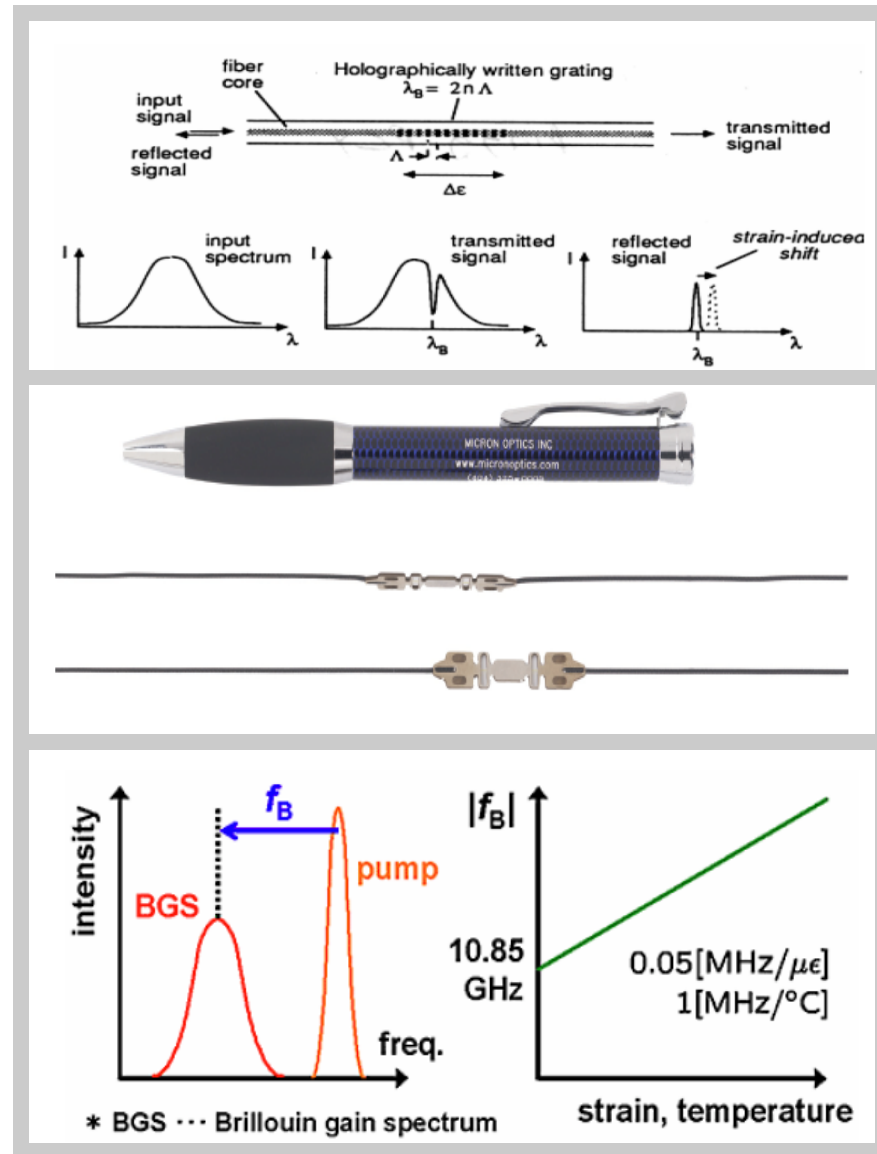 fiber
core
Holographically written grating
λB = 2 n Λ
input
signal
reflected
signal
transmitted
signal
Λ
Δε
I
input
spectrum
λ
I
transmitted
signal
λB
λ
I
reflected
signal
strain-induced
shift
λB
λ
MICRON OPTICS INC
www.micronoptics.com
intensity
fB
BGS
pump
freq.
* BGS ··· Brillouin gain spectrum
|fB|
10.85
GHz
0.05[MHz/με]
1[MHz/°C]
strain, temperature